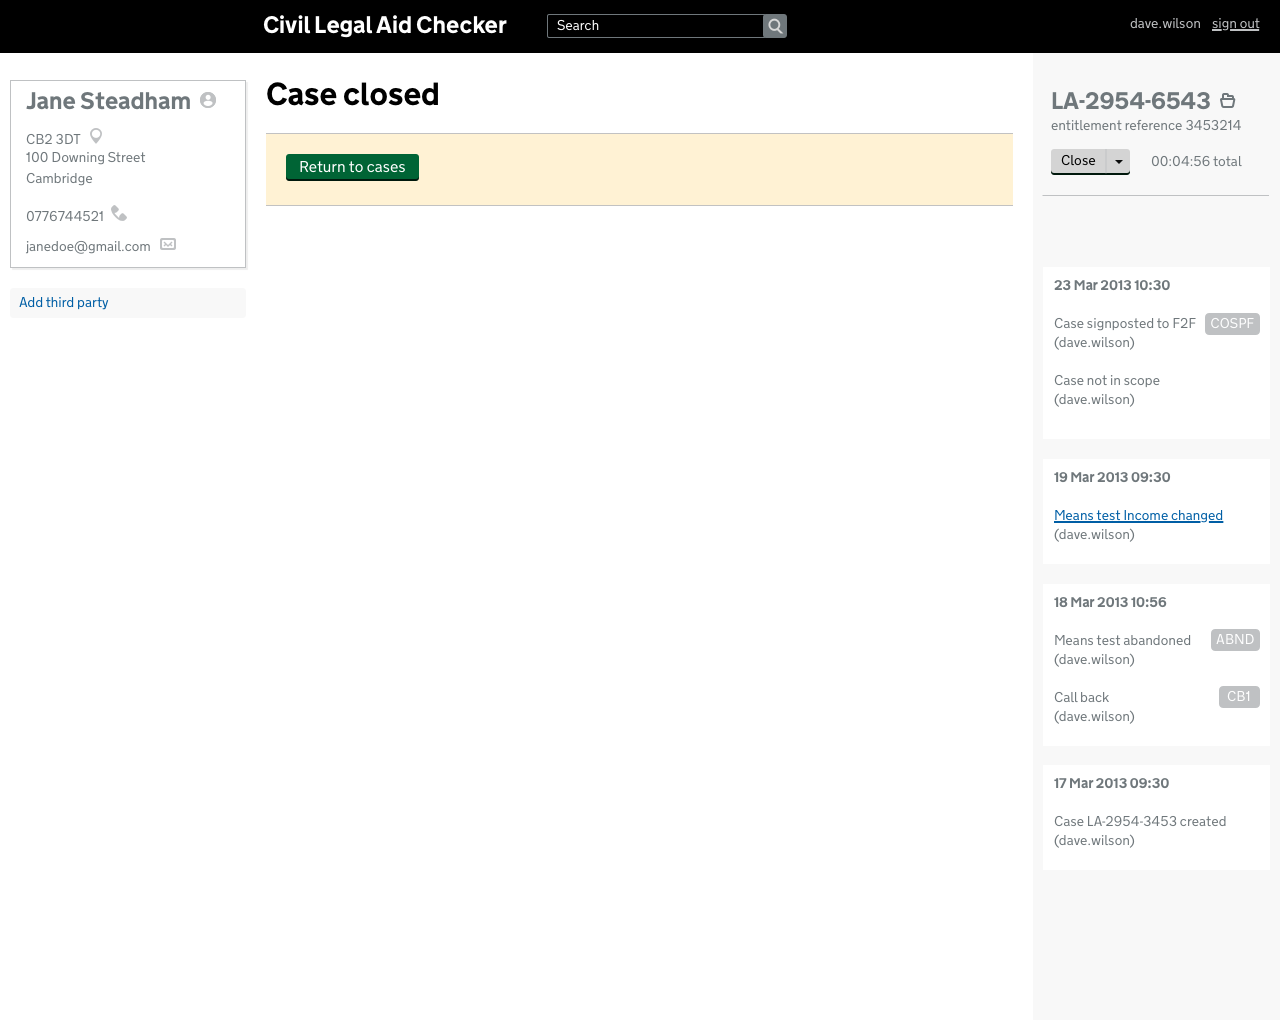 Civil Legal Aid Checker
Search
dave.wilson sign out
Jane Steadham
CB2 3DT
100 Downing Street
Cambridge
0776744521
janedoe@gmail.com
Add third party
Case closed
Return to cases
LA-2954-6543
entitlement reference 3453214
Close 00:04:56 total
23 Mar 2013 10:30
Case signposted to F2F COSPF
(dave.wilson)
Case not in scope
(dave.wilson)
19 Mar 2013 09:30
Means test Income changed
(dave.wilson)
18 Mar 2013 10:56
Means test abandoned ABND
(dave.wilson)
Call back CB1
(dave.wilson)
17 Mar 2013 09:30
Case LA-2954-3453 created
(dave.wilson)